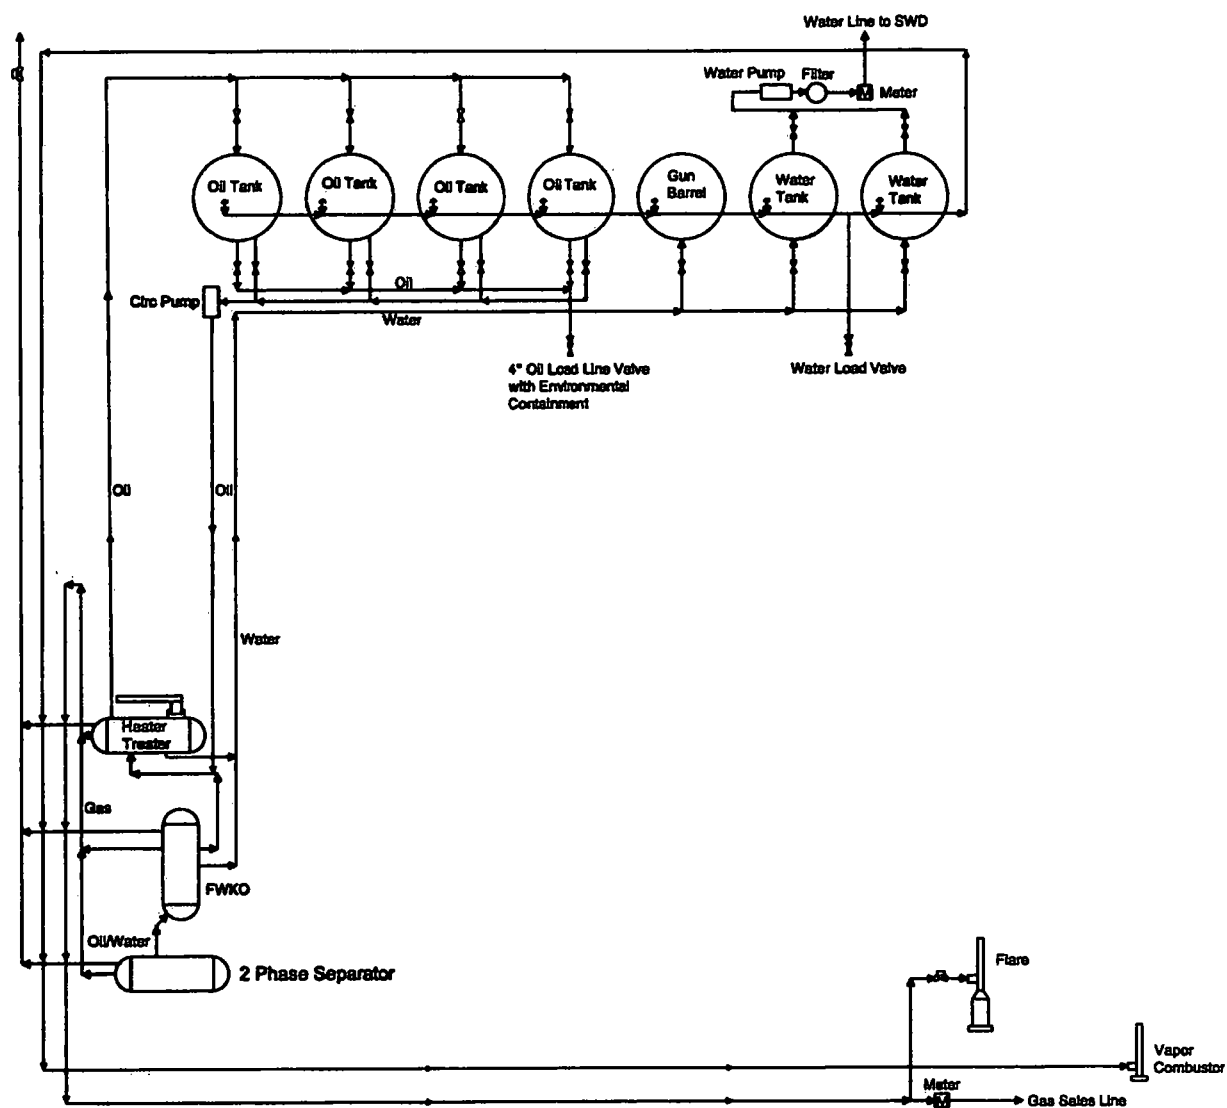 Water Line to SWD
Water Pump
Filter
M
Meter
Oil Tank
Oil Tank
Oil Tank
Oil Tank
Gun
Barrel
Water
Tank
Water
Tank
Oil
Circ Pump
Water
4" Oil Load Line Valve
with Environmental
Containment
Water Load Valve
Oil
Oil
Water
Heater
Treater
Gas
FWKO
Oil/Water
2 Phase Separator
Flare
Vapor
Combustor
Meter
M
Gas Sales Line